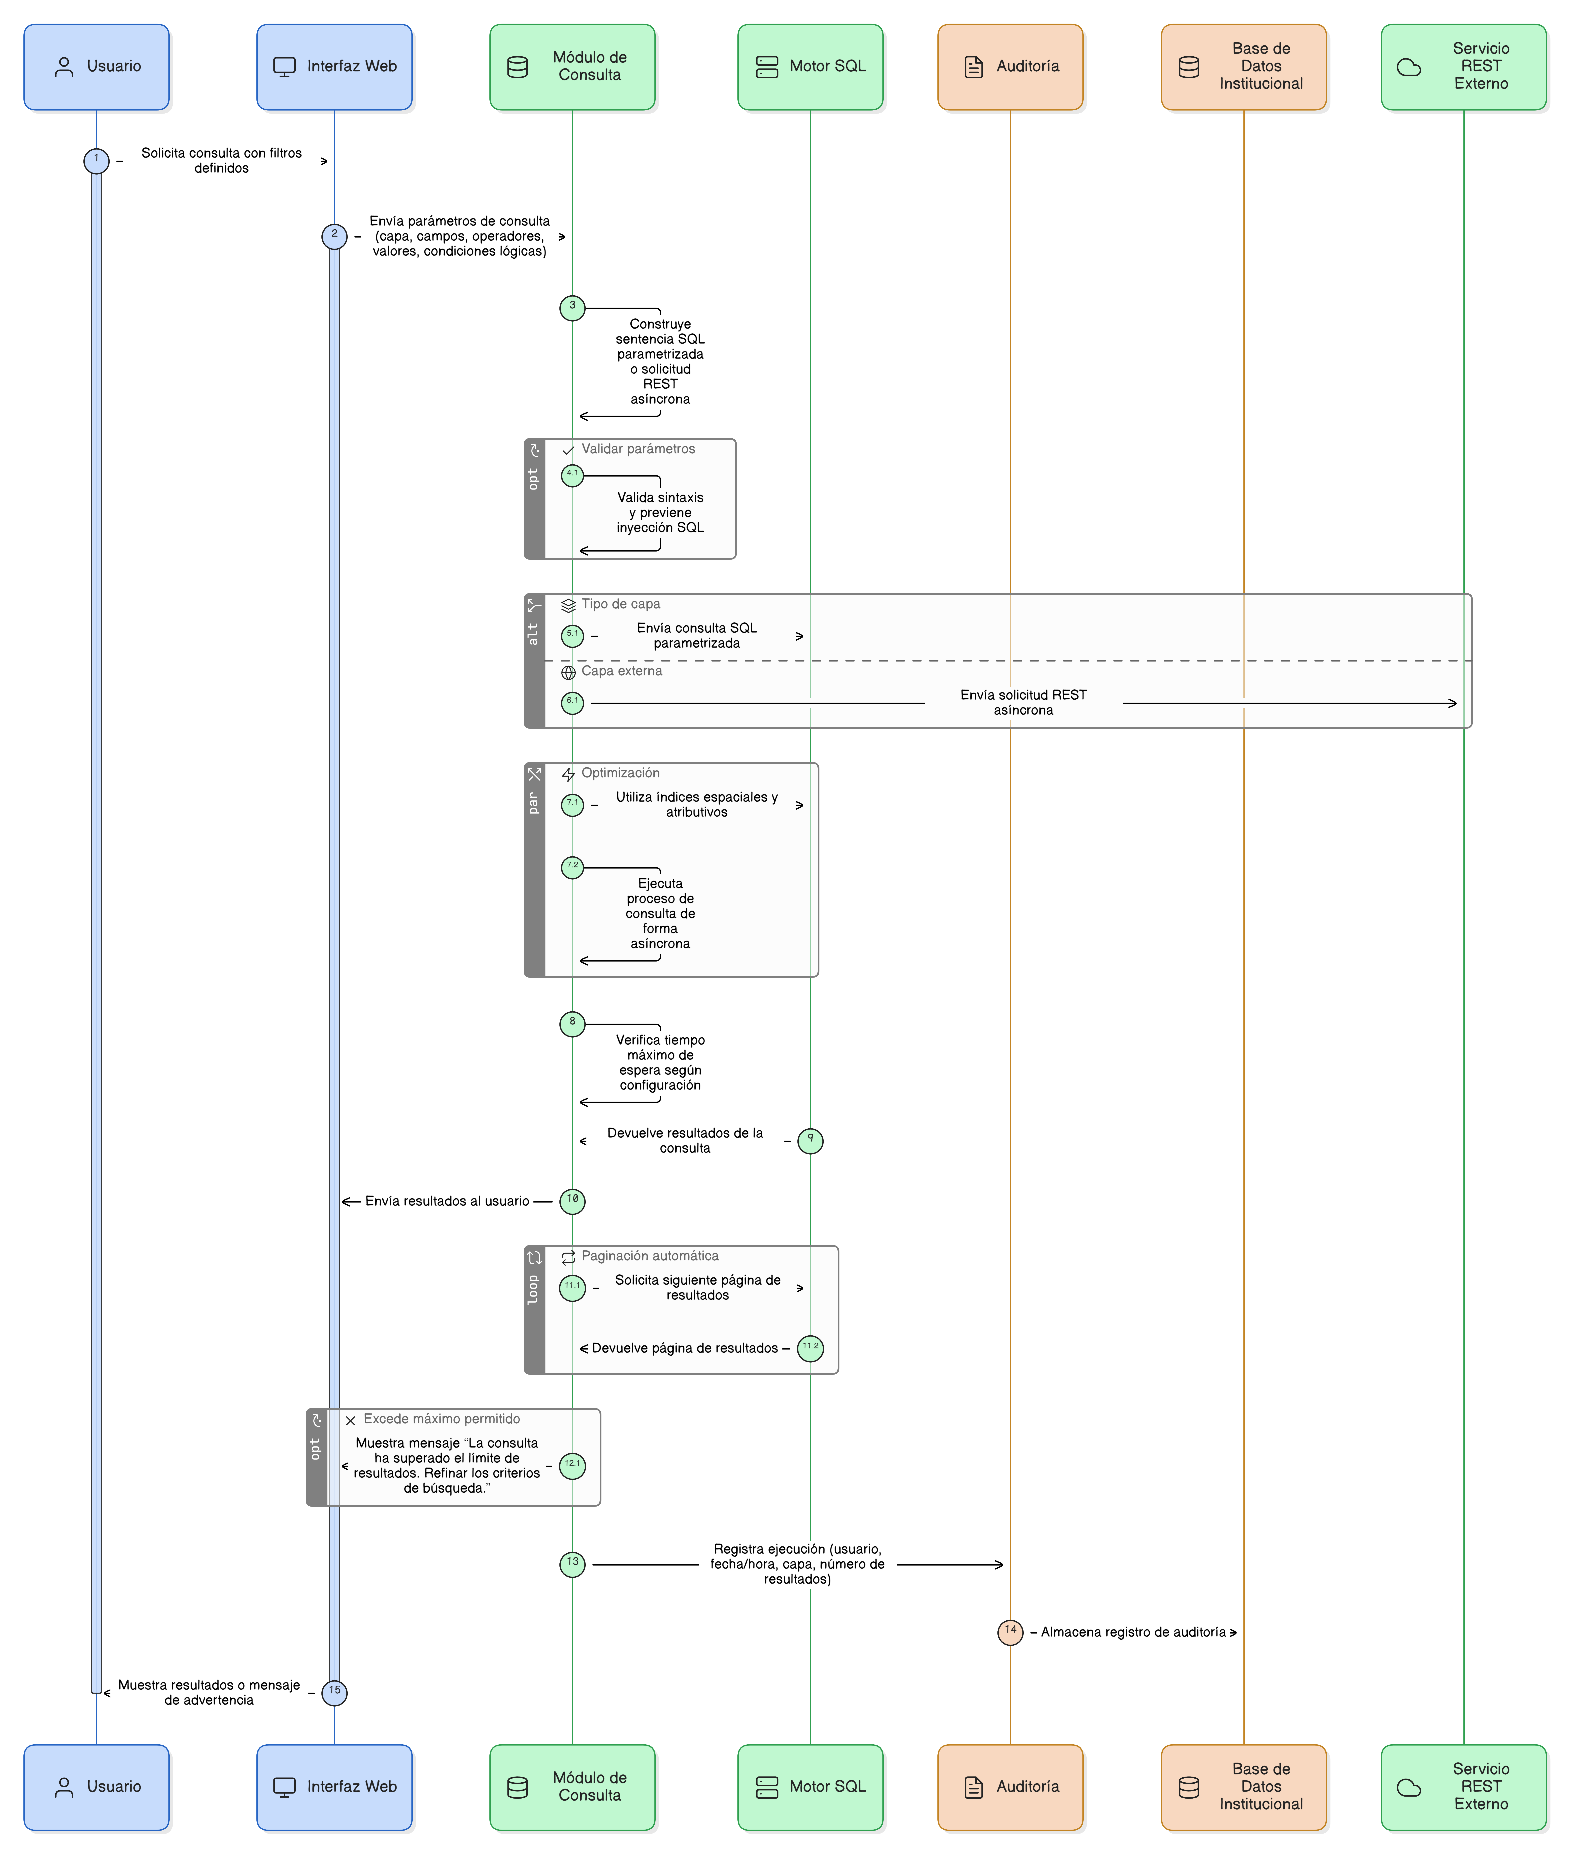 Usuario
Interfaz Web
Módulo de
Consulta
Motor SQL
Auditoría
Base de
Datos
Institucional
Servicio
REST
Externo
1
Solicita consulta con filtros
definidos
2
Envía parámetros de consulta
(capa, campos, operadores,
valores, condiciones lógicas)
3
Construye
sentencia SQL
parametrizada
o solicitud
REST
asíncrona
opt
Validar parámetros
4.1
Valida sintaxis
y previene
inyección SQL
alt
Tipo de capa
5.1
Envía consulta SQL
parametrizada
Capa externa
6.1
Envía solicitud REST
asíncrona
par
Optimización
7.1
Utiliza índices espaciales y
atributivos
7.2
Ejecuta
proceso de
consulta de
forma
asíncrona
8
Verifica tiempo
máximo de
espera según
configuración
Devuelve resultados de la
consulta
9
Envía resultados al usuario
10
loop
Paginación automática
11.1
Solicita siguiente página de
resultados
Devuelve página de resultados
11.2
opt
Excede máximo permitido
Muestra mensaje “La consulta
ha superado el límite de
resultados. Refinar los criterios
de búsqueda.”
12.1
13
Registra ejecución (usuario,
fecha/hora, capa, número de
resultados)
14
Almacena registro de auditoría
Muestra resultados o mensaje
de advertencia
15
Usuario
Interfaz Web
Módulo de
Consulta
Motor SQL
Auditoría
Base de
Datos
Institucional
Servicio
REST
Externo